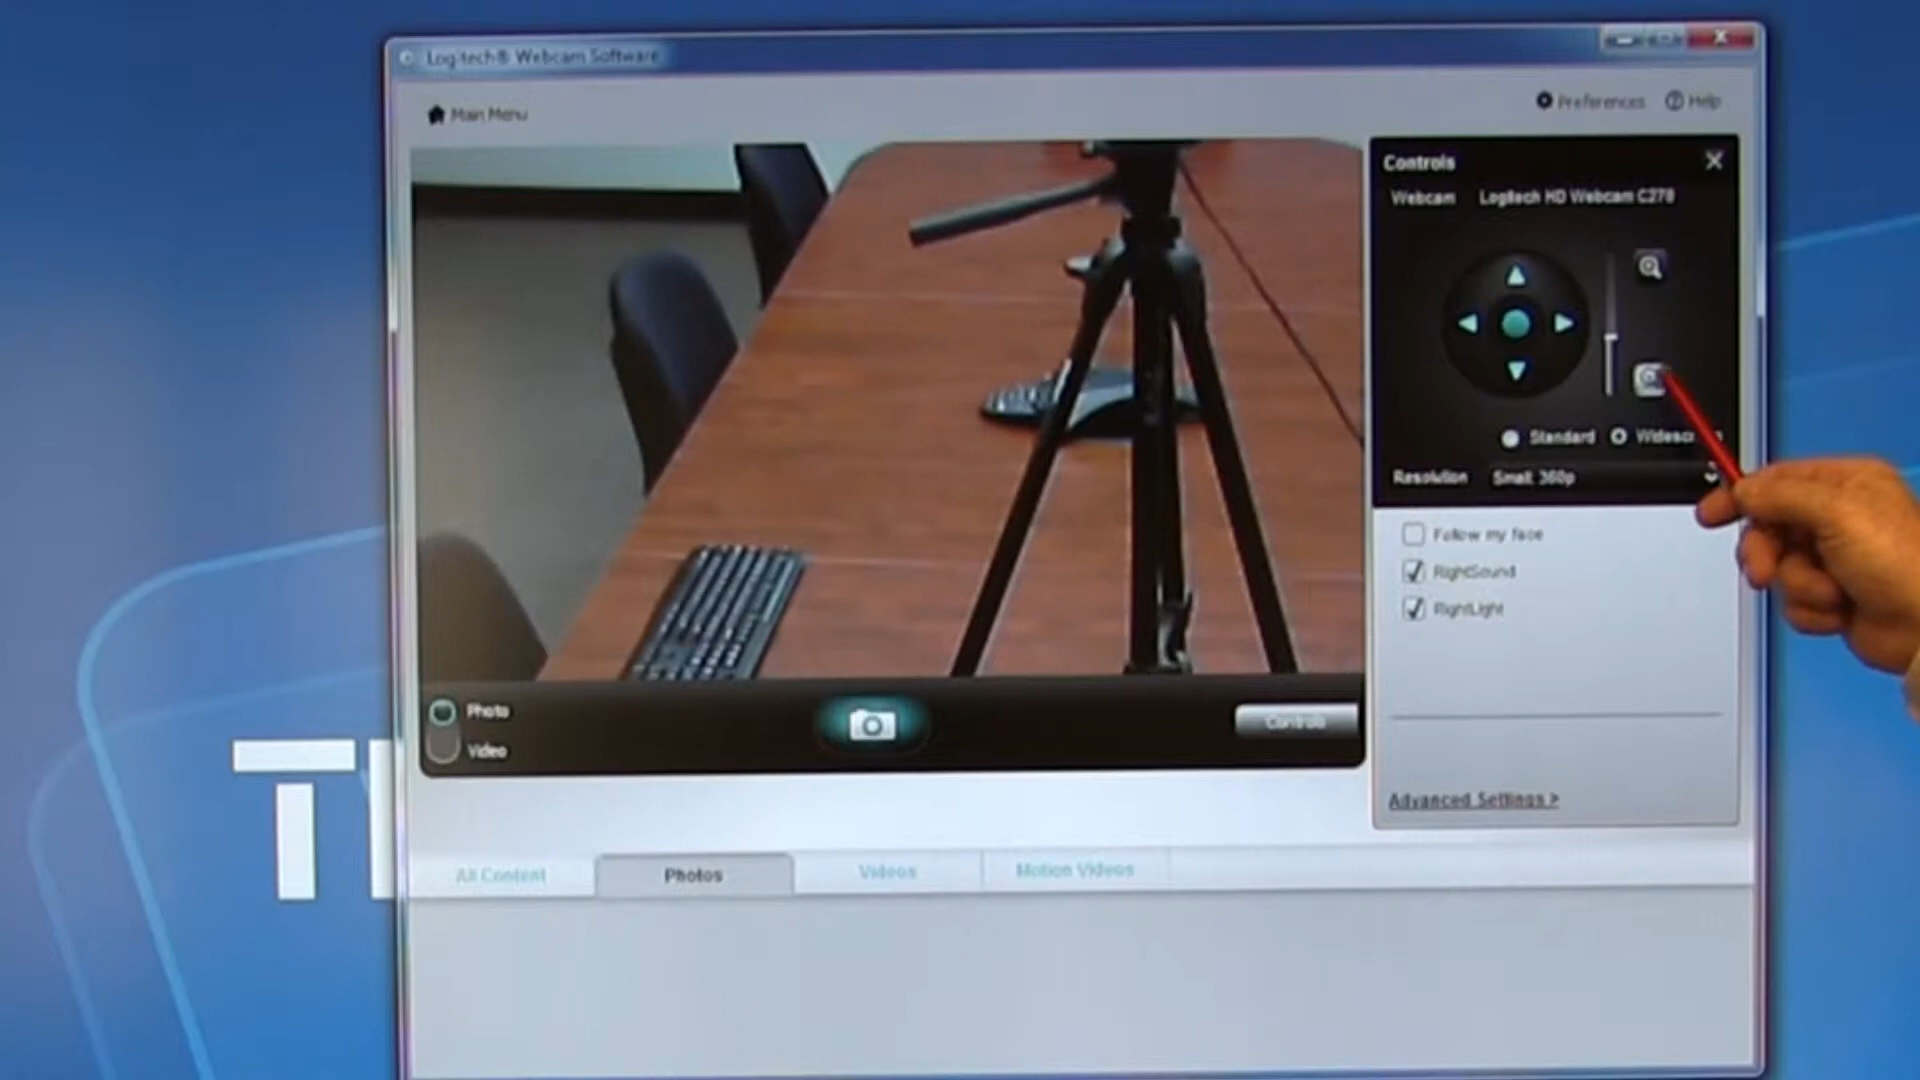 Logitech® Webcam Software
Main Menu
Preferences
Help
Controls
Webcam Logitech HD Webcam C270
Standard
Resolution Small: 360p
Follow my face
RightSound
RightLight
Photo
Video
Controls
Advanced Settings >
All Content
Photos
Videos
Motion Videos